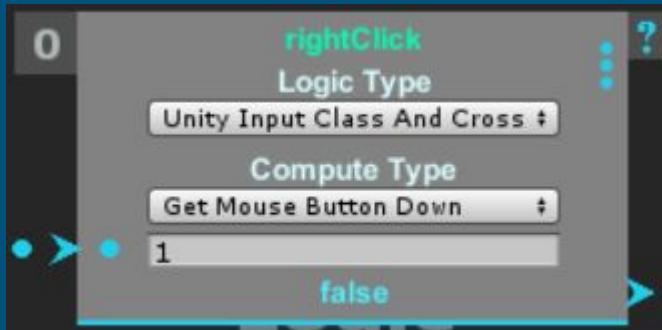 0
rightClick
?
Logic Type
Unity Input Class And Cross
Compute Type
Get Mouse Button Down
1
false